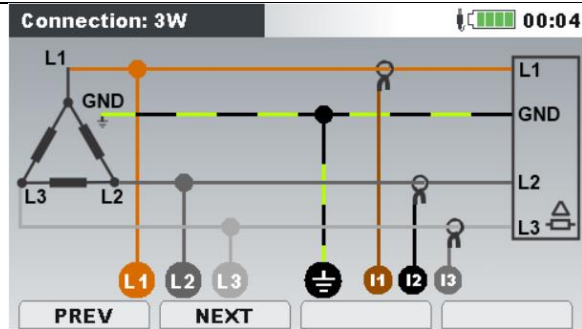 Connection: 3W 00:04
L1 L1
GND GND
L3 L2 L2
L3
L1 L2 L3 I1 I2 I3
PREV NEXT